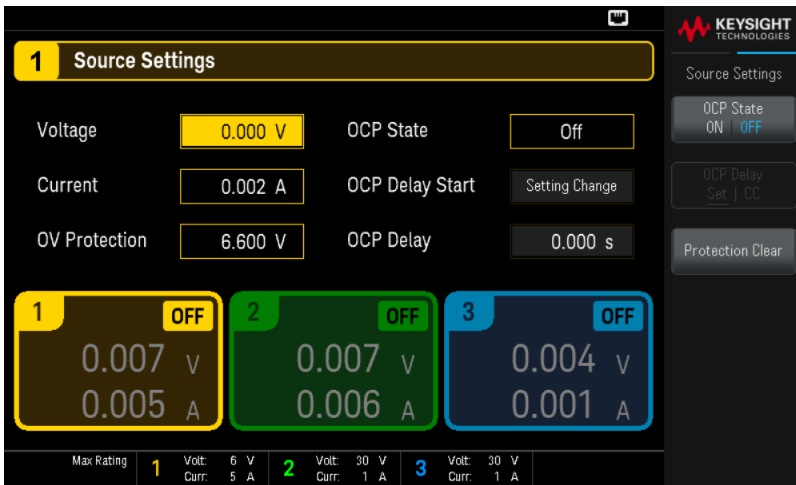 KEYSIGHT
TECHNOLOGIES
1 Source Settings
Source Settings
Voltage 0.000 V OCP State Off
OCP State
ON | OFF
Current 0.002 A OCP Delay Start Setting Change
OCP Delay
Set | CC
OV Protection 6.600 V OCP Delay 0.000 s
Protection Clear
1 OFF 2 OFF 3 OFF
0.007 V 0.007 V 0.004 V
0.005 A 0.006 A 0.001 A
Max Rating 1 Volt: 6 V 2 Volt: 30 V 3 Volt: 30 V
Curr: 5 A Curr: 1 A Curr: 1 A